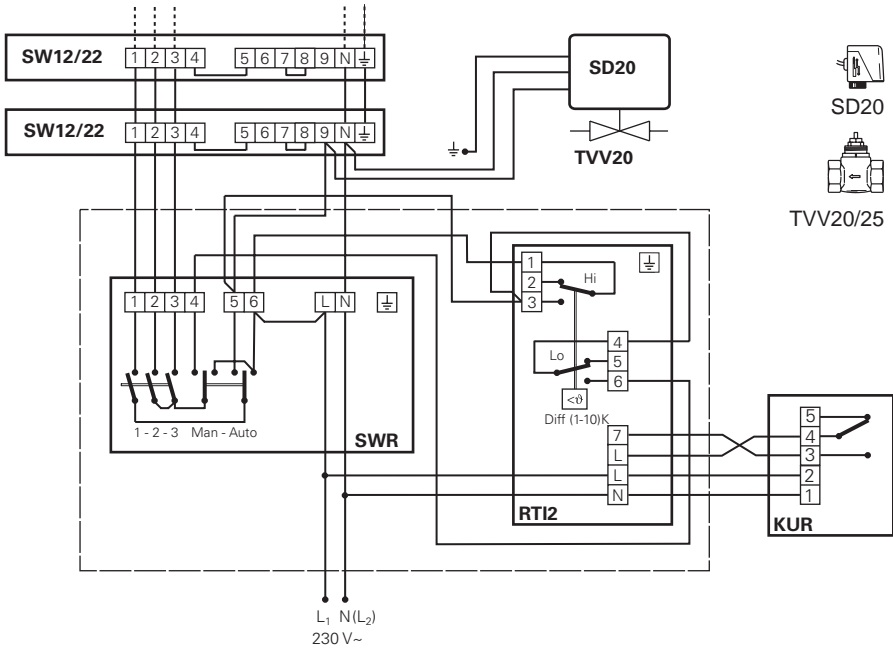 SW12/22
1 2 3 4 5 6 7 8 9 N
SD20
SD20
SW12/22
1 2 3 4 5 6 7 8 9 N
TVV20
TVV20/25
1 2 3 4 5 6 L N
1 - 2 - 3 Man - Auto
SWR
1
2
3
Hi
4
5
6
Lo
<ϑ
Diff (1-10)K
7
L
L
N
RTI2
5
4
3
2
1
KUR
L₁ N(L₂)
230 V~